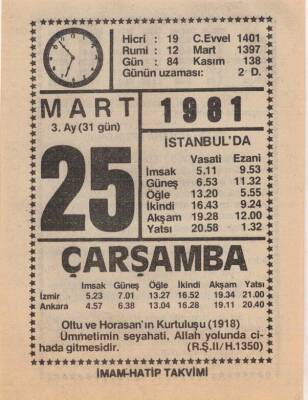 Hicri : 19 C.Evvel 1401
Rumi : 12 Mart 1397
Gün : 84 Kasım 138
Günün uzaması: 2 D.
MART
3. Ay (31 gün)
25
1981
İSTANBUL'DA
Vasati Ezani
İmsak 5.11 9.53
Güneş 6.53 11.32
Öğle 13.20 5.55
İkindi 16.43 9.24
Akşam 19.28 12.00
Yatsı 20.58 1.32
ÇARŞAMBA
İmsak Güneş Öğle İkindi Akşam Yatsı
İzmir 5.23 7.01 13.27 16.52 19.34 21.00
Ankara 4.57 6.38 13.04 16.28 19.11 20.40
Oltu ve Horasan'ın Kurtuluşu (1918)
Ümmetimin seyahati, Allah yolunda ci-
hada gitmesidir. (R.Ş.II/H.1350)
İMAM-HATİP TAKVİMİ